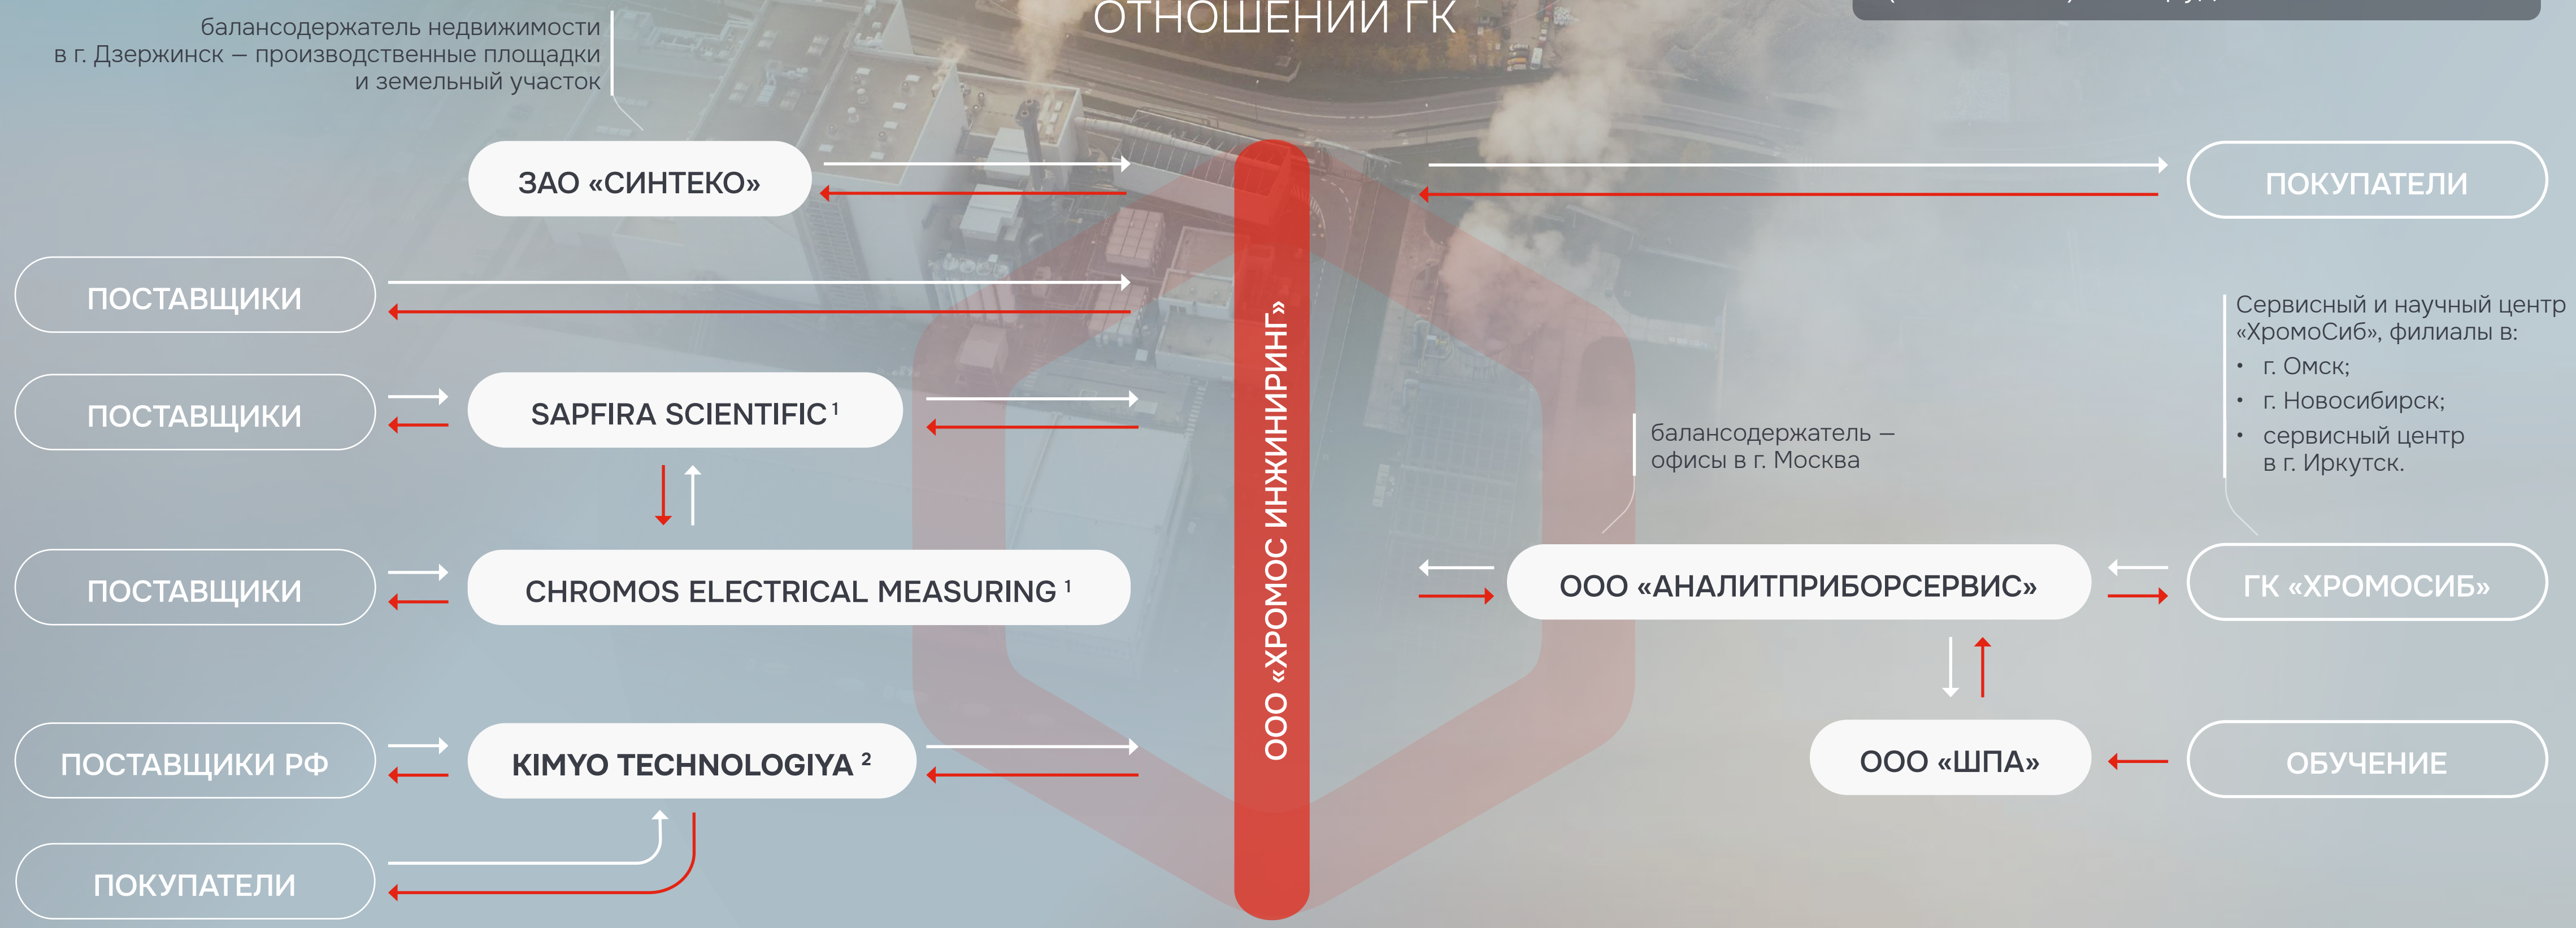 ОТНОШЕНИЙ ГК
балансодержатель недвижимости
в г. Дзержинск – производственные площадки
и земельный участок
ЗАО «СИНТЕКО»
ПОКУПАТЕЛИ
ПОСТАВЩИКИ
Сервисный и научный центр
«ХромоСиб», филиалы в:
• г. Омск;
• г. Новосибирск;
• сервисный центр
в г. Иркутск.
ПОСТАВЩИКИ
SAPFIRA SCIENTIFIC 1
ООО «ХРОМОС ИНЖИНИРИНГ»
балансодержатель –
офисы в г. Москва
ПОСТАВЩИКИ
CHROMOS ELECTRICAL MEASURING 1
ООО «АНАЛИТПРИБОРСЕРВИС»
ГК «ХРОМОСИБ»
ПОСТАВЩИКИ РФ
KIMYO TECHNOLOGIYA 2
ООО «ШПА»
ОБУЧЕНИЕ
ПОКУПАТЕЛИ